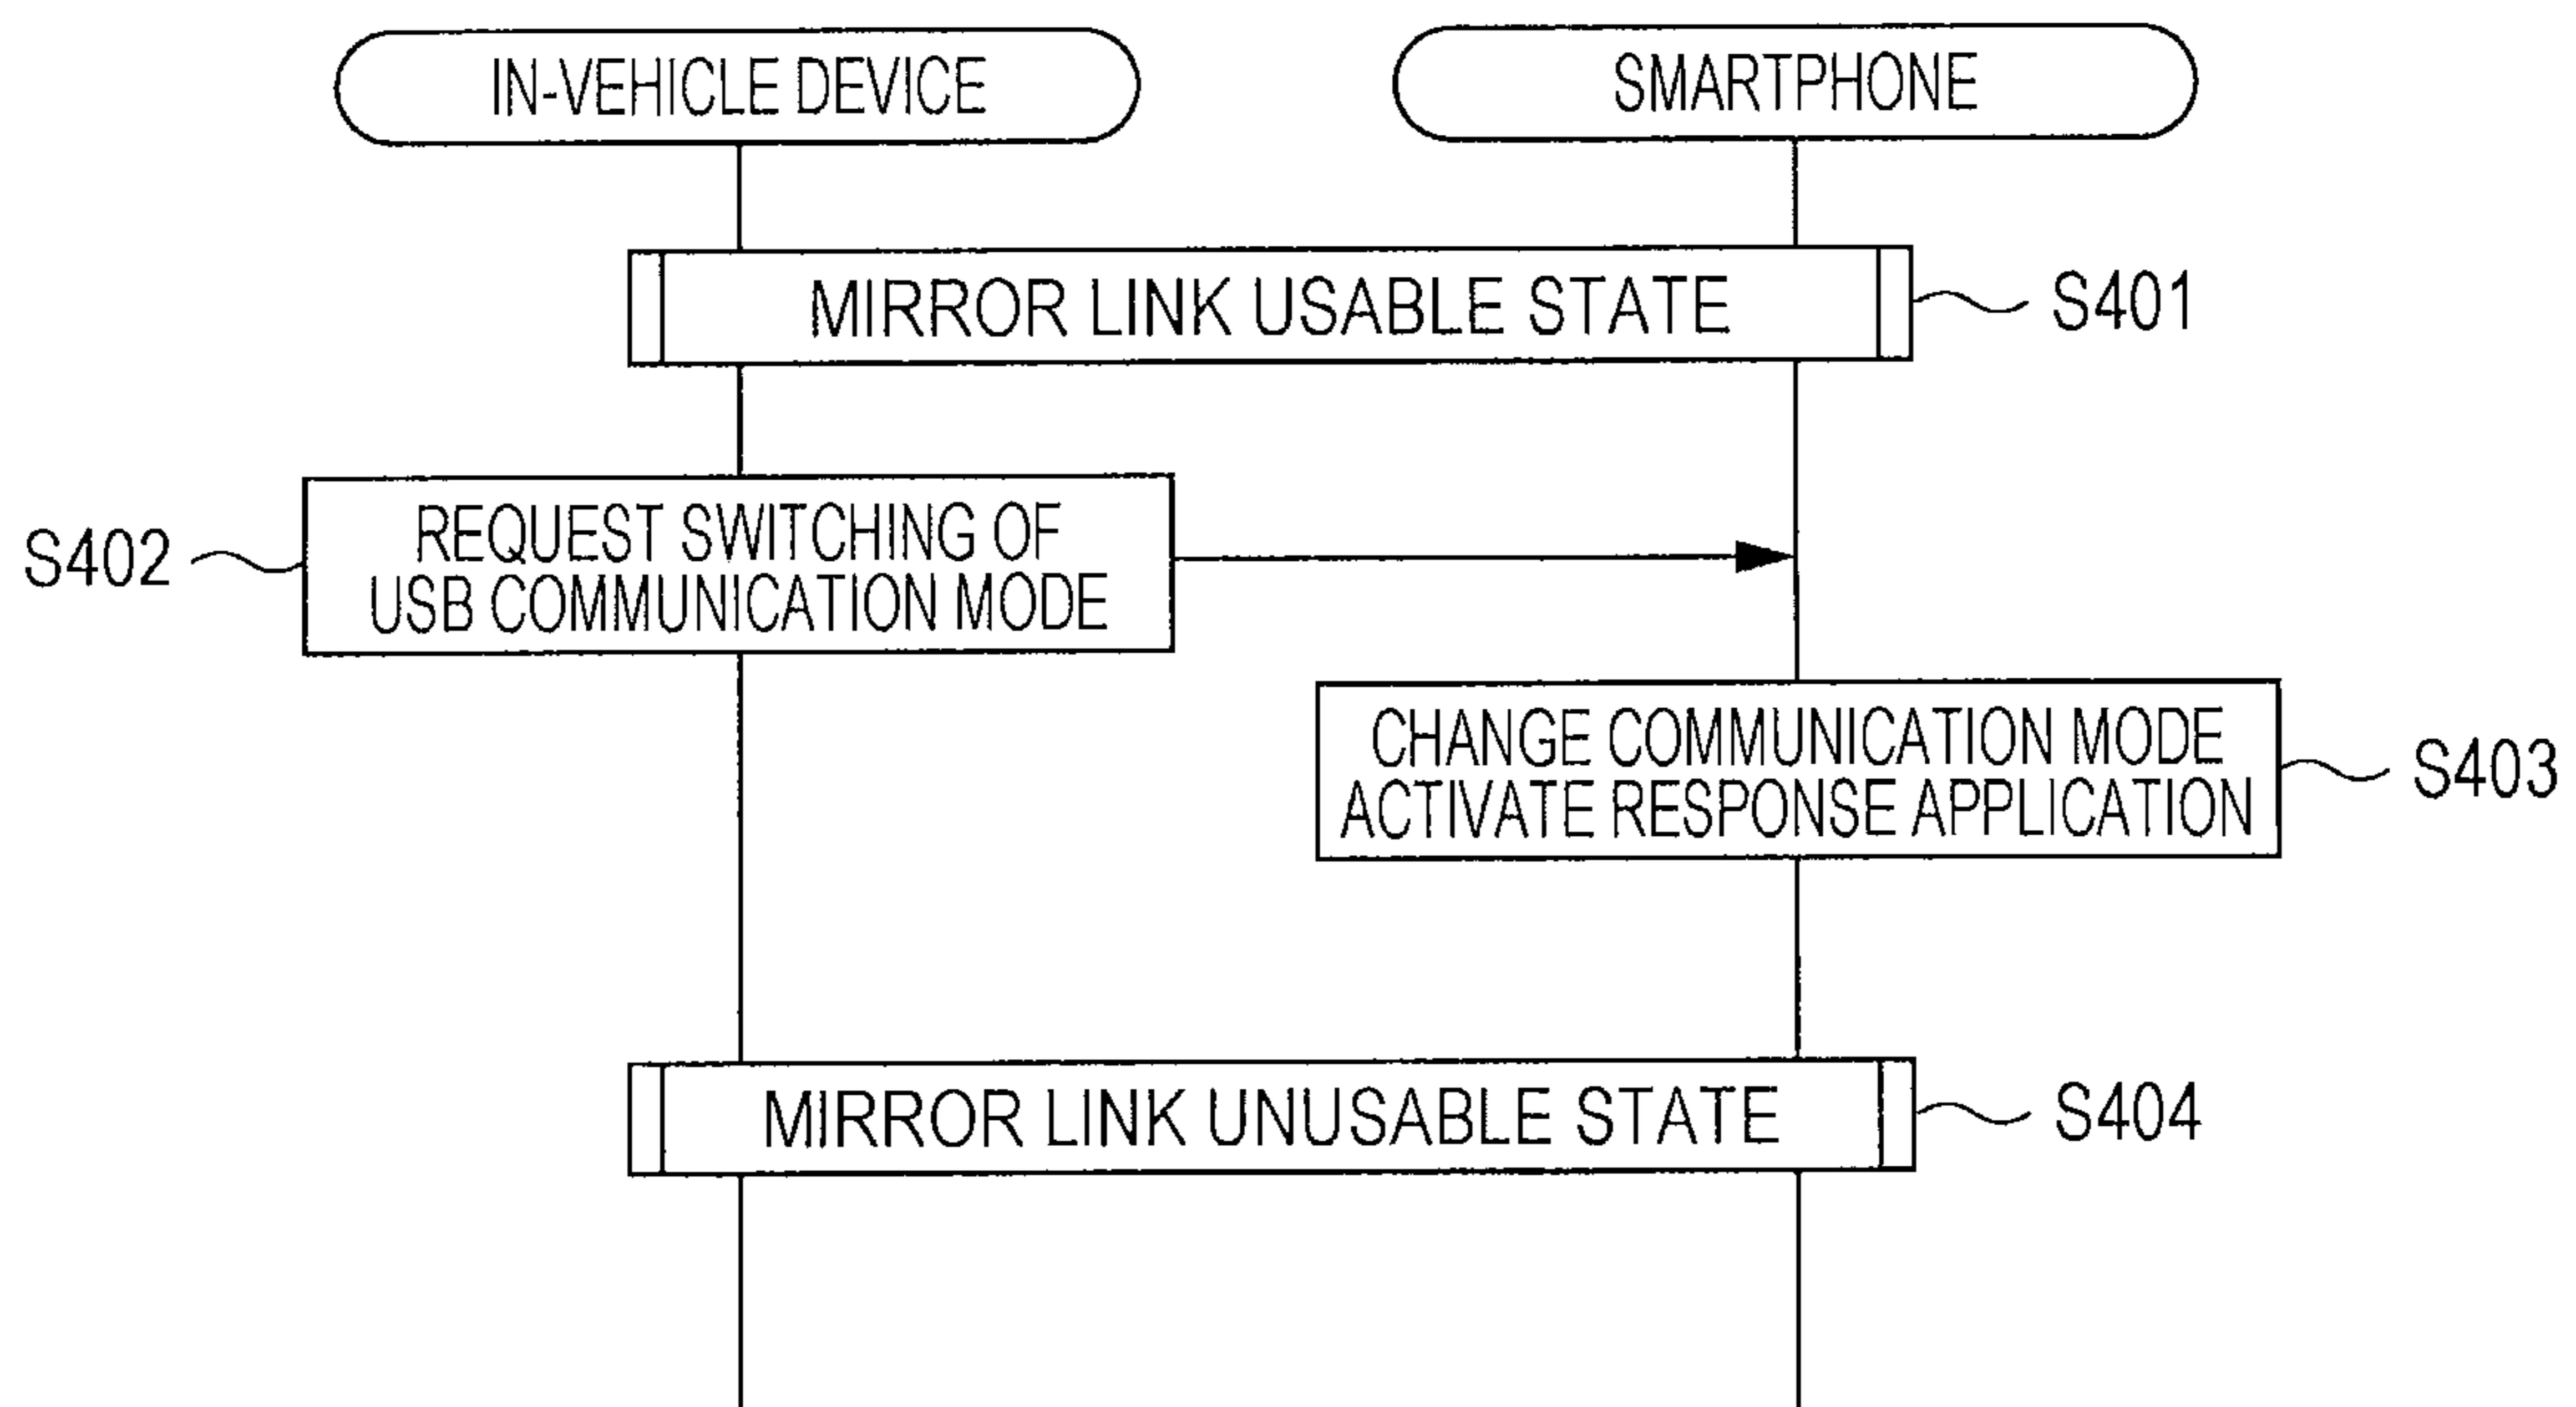 IN-VEHICLE DEVICE
SMARTPHONE
MIRROR LINK USABLE STATE
S401
S402
REQUEST SWITCHING OF
USB COMMUNICATION MODE
CHANGE COMMUNICATION MODE
ACTIVATE RESPONSE APPLICATION
S403
MIRROR LINK UNUSABLE STATE
S404